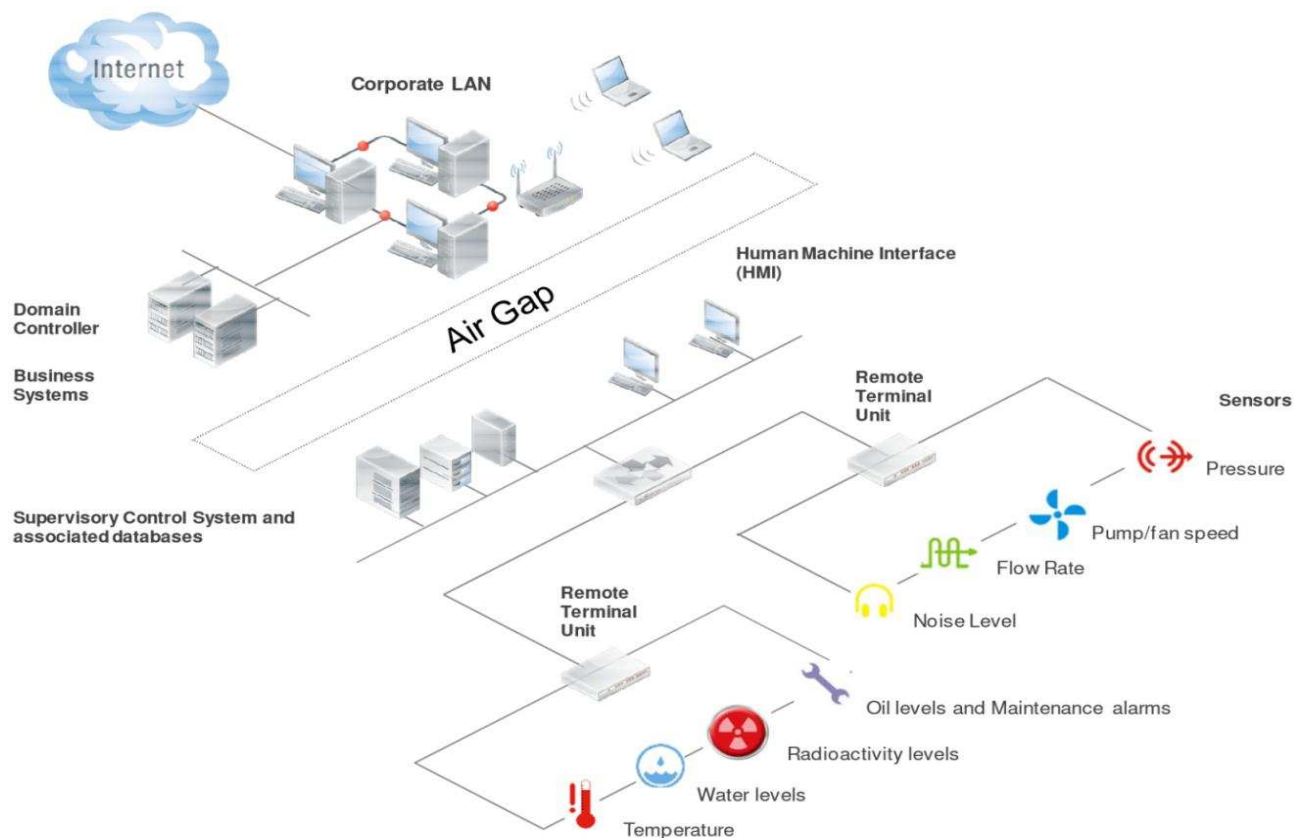 Internet
Corporate LAN
Human Machine Interface
(HMI)
Air Gap
Domain
Controller
Business
Systems
Remote
Terminal
Unit
Sensors
Pressure
Pump/fan speed
Flow Rate
Noise Level
Supervisory Control System and
associated databases
Remote
Terminal
Unit
Oil levels and Maintenance alarms
Radioactivity levels
Water levels
Temperature